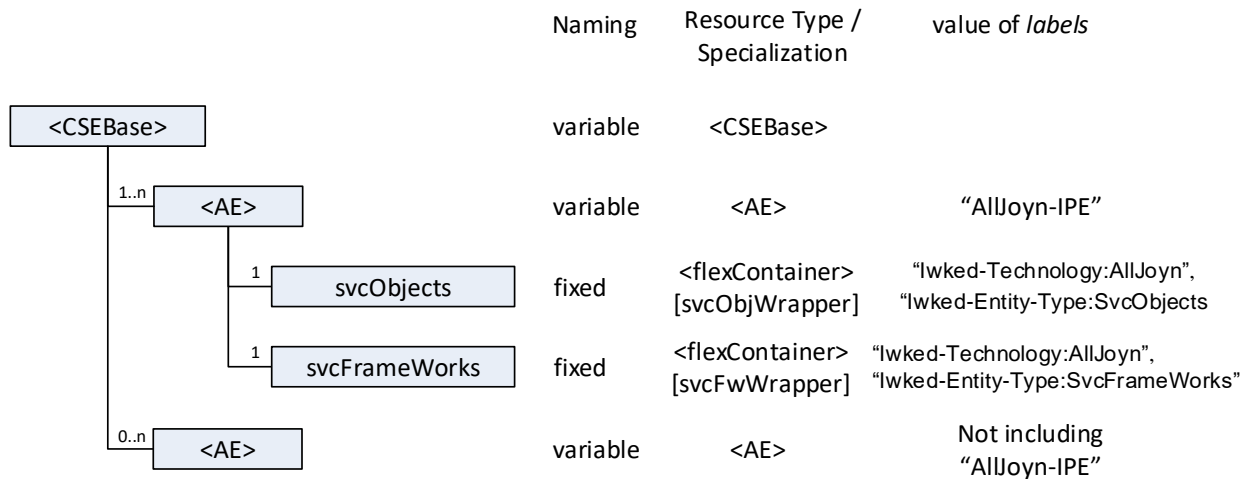 Naming Resource Type / value of labels
Specialization
<CSEBase> variable <CSEBase>
1..n <AE> variable <AE> “AllJoyn-IPE”
1 svcObjects fixed <flexContainer> “Iwked-Technology:AllJoyn”,
[svcObjWrapper] “Iwked-Entity-Type:SvcObjects
1 svcFrameWorks fixed <flexContainer> “Iwked-Technology:AllJoyn”,
[svcFwWrapper] “Iwked-Entity-Type:SvcFrameWorks”
0..n <AE> variable <AE> Not including
“AllJoyn-IPE”